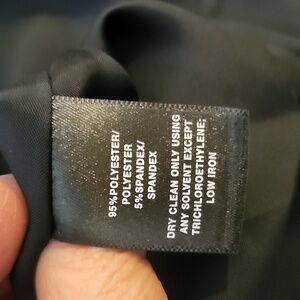 95%POLYESTER/
POLYESTER
5%SPANDEX/
SPANDEX
DRY CLEAN ONLY USING
ANY SOLVENT EXCEPT
TRICHLOROETHYLENE;
LOW IRON